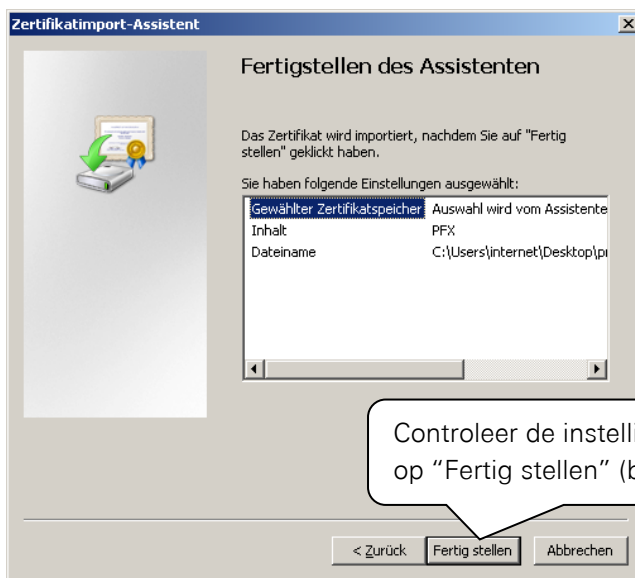 Zertifikatimport-Assistent
Fertigstellen des Assistenten
Das Zertifikat wird importiert, nachdem Sie auf "Fertig
stellen" geklickt haben.
Sie haben folgende Einstellungen ausgewählt:
Gewählter Zertifikatspeicher Auswahl wird vom Assistente
Inhalt PFX
Dateiname C:\Users\internet\Desktop\
Controleer de
op “Fertig stellen”
< Zurück Fertig stellen Abbrechen